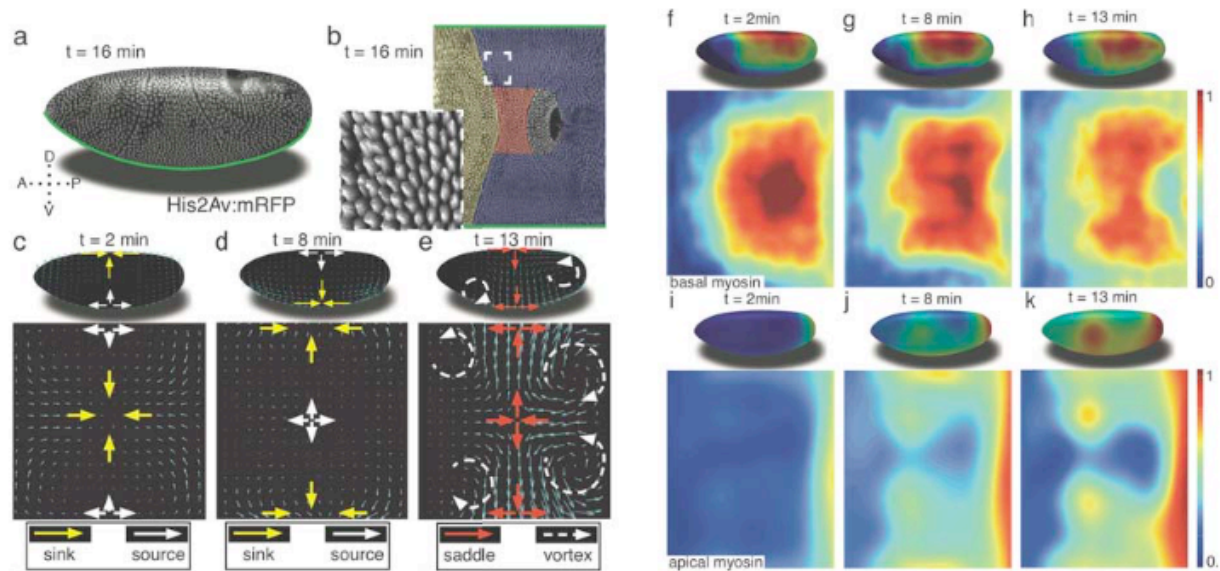 a
t = 16 min
D
A P
V
His2Av:mRFP
b
t = 16 min
c t = 2 min
d t = 8 min
e t = 13 min
sink source
sink source
saddle vortex
f t = 2min
g t = 8 min
h t = 13 min
1
0
basal myosin
i t = 2min
j t = 8 min
k t = 13 min
1
0.
apical myosin